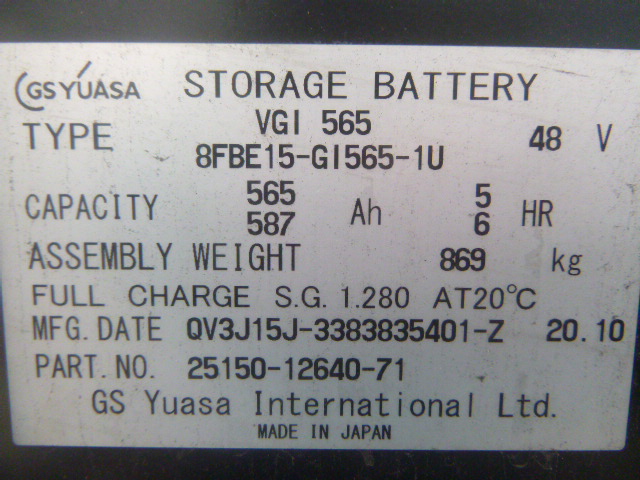 GS YUASA STORAGE BATTERY
TYPE VGI 565 48 V
8FBE15-GI565-1U
CAPACITY 565 Ah 5 HR
587 6
ASSEMBLY WEIGHT 869 kg
FULL CHARGE S.G. 1.280 AT20℃
MFG. DATE QV3J15J-3383835401-Z 20.10
PART. NO. 25150-12640-71
GS Yuasa International Ltd.
MADE IN JAPAN